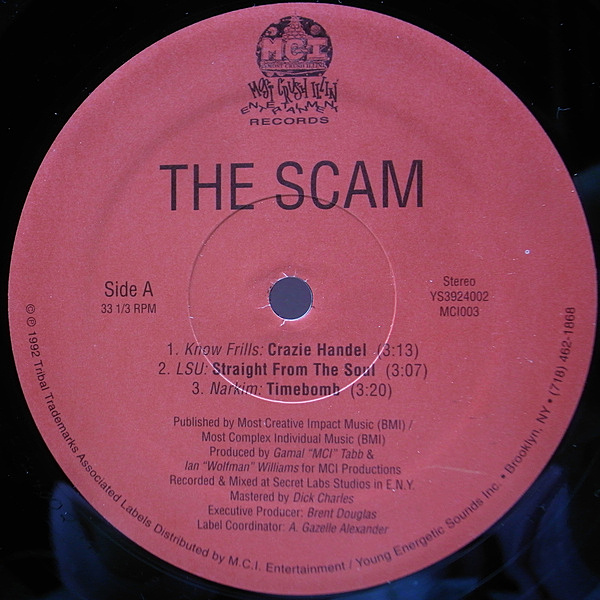 MCI
MOST CRUSH ILLIN'
ENTERTAINMENT
RECORDS
THE SCAM
Side A
33 1/3 RPM
Stereo
YS3924002
MCI003
1. Know Frills: Crazie Handel (3:13)
2. LSU: Straight From The Soul (3:07)
3. Narkim: Timebomb (3:20)
Published by Most Creative Impact Music (BMI) /
Most Complex Individual Music (BMI)
Produced by Gamal "MCI" Tabb &
Ian "Wolfman" Williams for MCI Productions
Recorded & Mixed at Secret Labs Studios in E.N.Y.
Mastered by Dick Charles
Executive Producer: Brent Douglas
Label Coordinator: A. Gazelle Alexander
© ℗ 1992 Tribal Trademarks Associated Labels Distributed by M.C.I. Entertainment / Young Energetic Sounds Inc. • Brooklyn, NY • (718) 462-1868